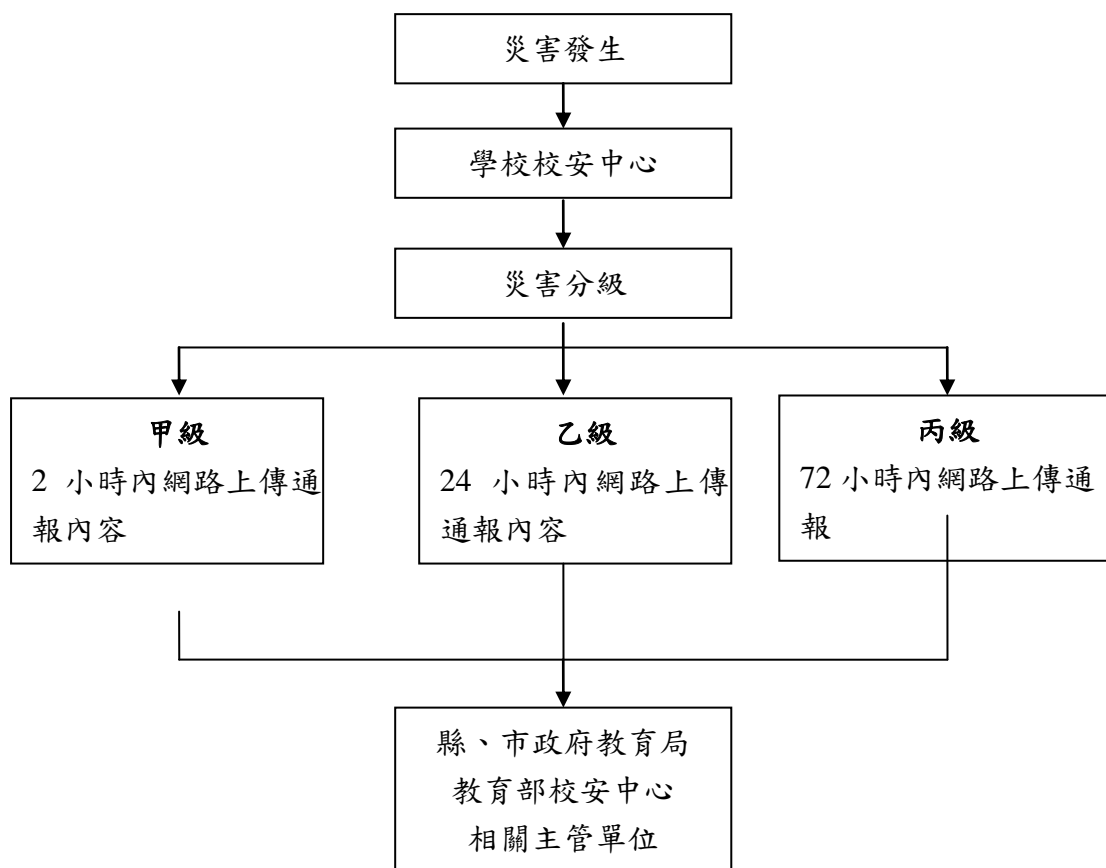 災害發生
學校校安中心
災害分級
甲級
2 小時內網路上傳通
報內容
乙級
24 小時內網路上傳
通報內容
丙級
72小時內網路上傳通
報
縣、市政府教育局
教育部校安中心
相關主管單位